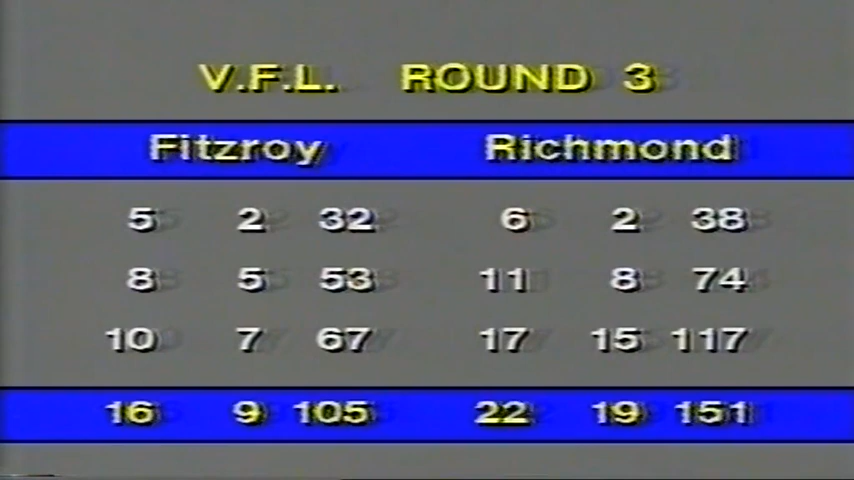 V.F.L. ROUND 3
Fitzroy Richmond
5 2 32 6 2 38
8 5 53 11 8 74
10 7 67 17 15 117
16 9 105 22 19 151